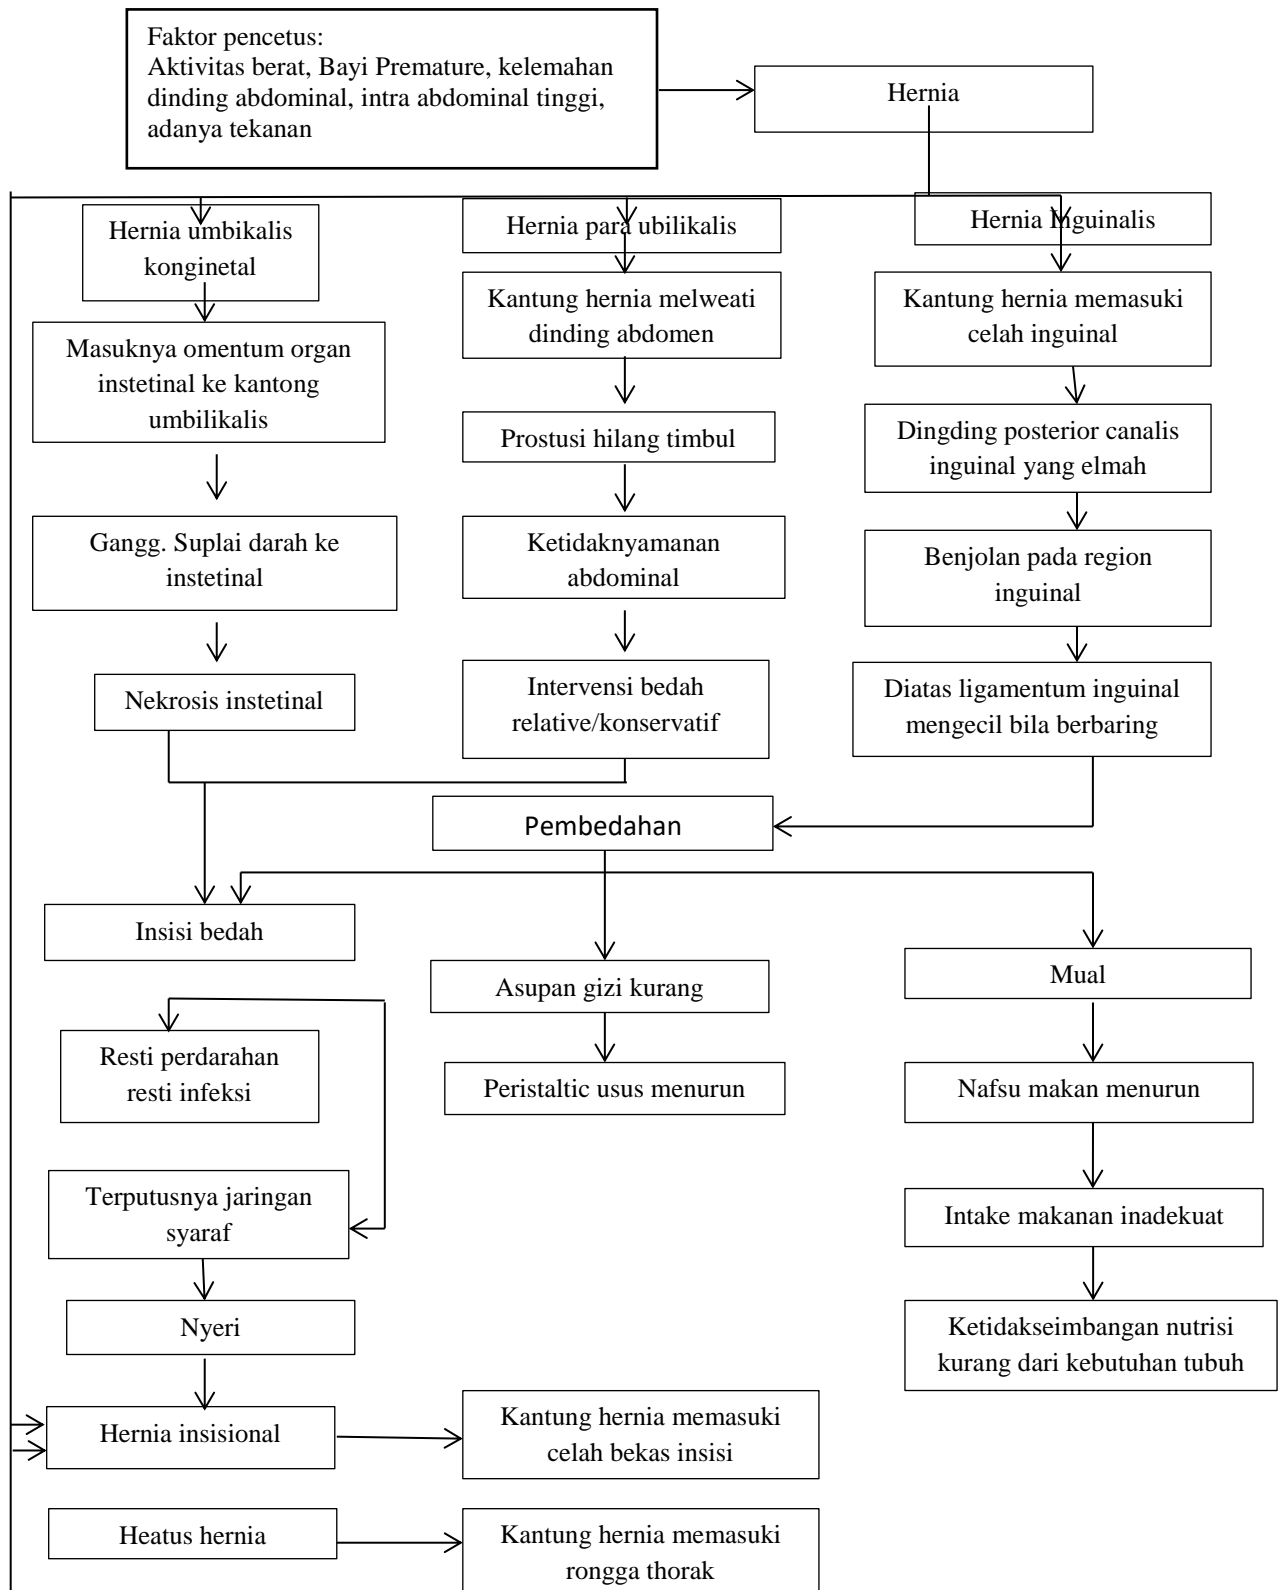 Faktor pencetus:
Aktivitas berat, Bayi Premature, kelemahan
dinding abdominal, intra abdominal tinggi,
adanya tekanan
Hernia
Hernia umbikalis
konginetal
Hernia para ubilikalis
Hernia Inguinalis
Masuknya omentum organ
instetinal ke kantong
umbilikalis
Kantung hernia melweati
dinding abdomen
Kantung hernia memasuki
celah inguinal
Prostusi hilang timbul
Dingding posterior canalis
inguinal yang elmah
Gangg. Suplai darah ke
instetinal
Ketidaknyamanan
abdominal
Benjolan pada region
inguinal
Nekrosis instetinal
Intervensi bedah
relative/konservatif
Diatas ligamentum inguinal
mengecil bila berbaring
Pembedahan
Insisi bedah
Asupan gizi kurang
Mual
Resti perdarahan
resti infeksi
Peristaltic usus menurun
Nafsu makan menurun
Terputusnya jaringan
syaraf
Intake makanan inadekuat
Nyeri
Ketidakseimbangan nutrisi
kurang dari kebutuhan tubuh
Hernia insisional
Kantung hernia memasuki
celah bekas insisi
Heatus hernia
Kantung hernia memasuki
rongga thorak